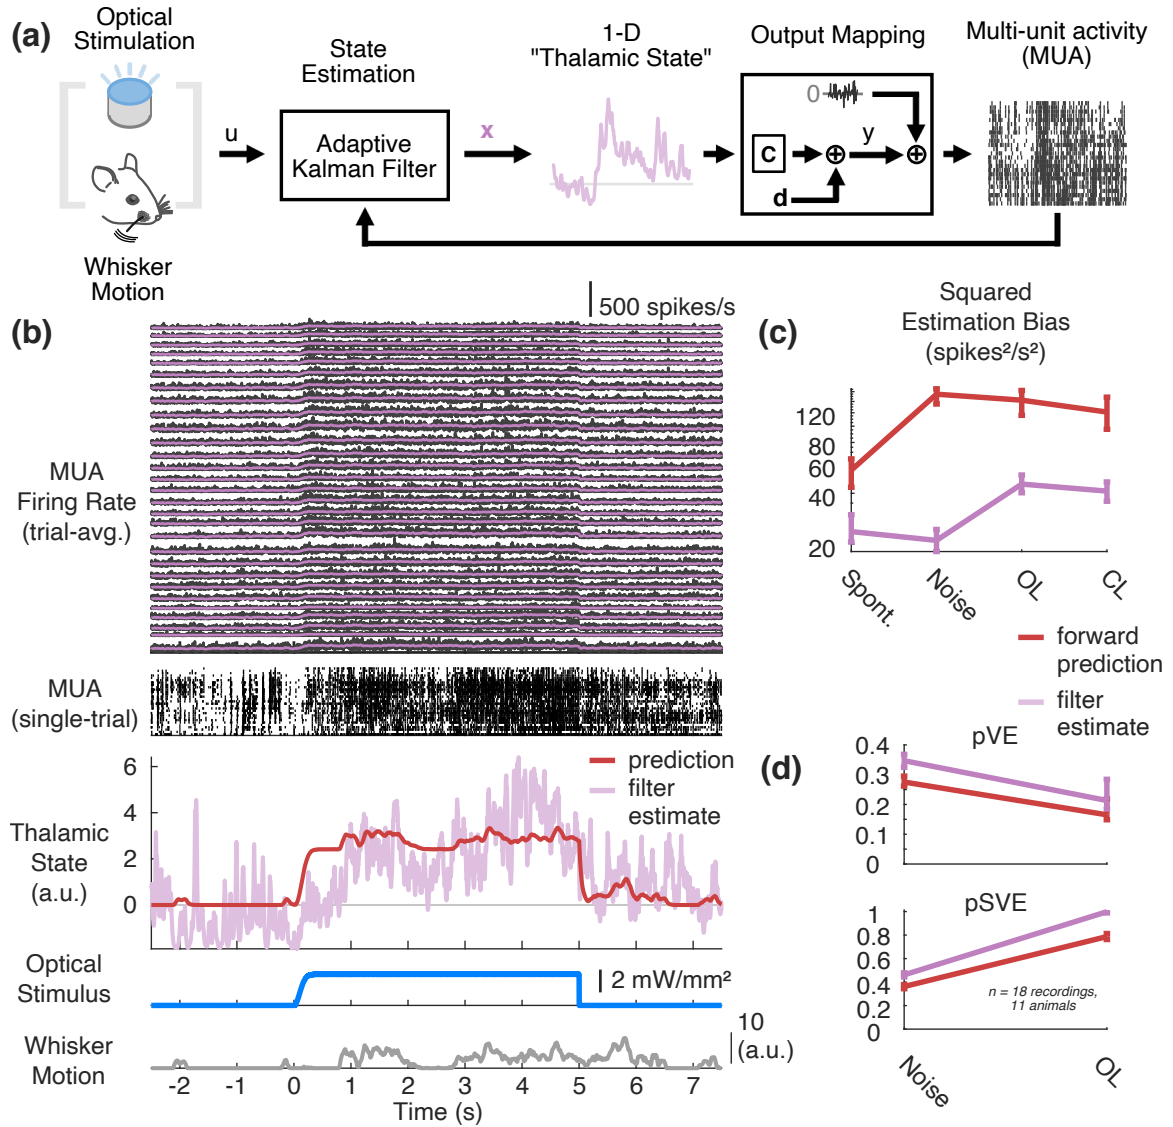 (a)
Optical
Stimulation
Whisker
Motion
u
State
Estimation
Adaptive
Kalman Filter
x
1-D
"Thalamic State"
Output Mapping
0
C
y
d
Multi-unit activity
(MUA)
(b)
500 spikes/s
MUA
Firing Rate
(trial-avg.)
MUA
(single-trial)
Thalamic
State
(a.u.)
6
4
2
0
prediction
filter
estimate
Optical
Stimulus
2 mW/mm²
Whisker
Motion
10
(a.u.)
-2 -1 0 1 2 3 4 5 6 7
Time (s)
(c)
Squared
Estimation Bias
(spikes²/s²)
120
80
60
40
20
Spont. Noise OL CL
forward
prediction
filter
estimate
(d)
pVE
0.4
0.3
0.2
0.1
0
pSVE
1
0.8
0.6
0.4
0.2
0
n = 18 recordings,
11 animals
Noise OL